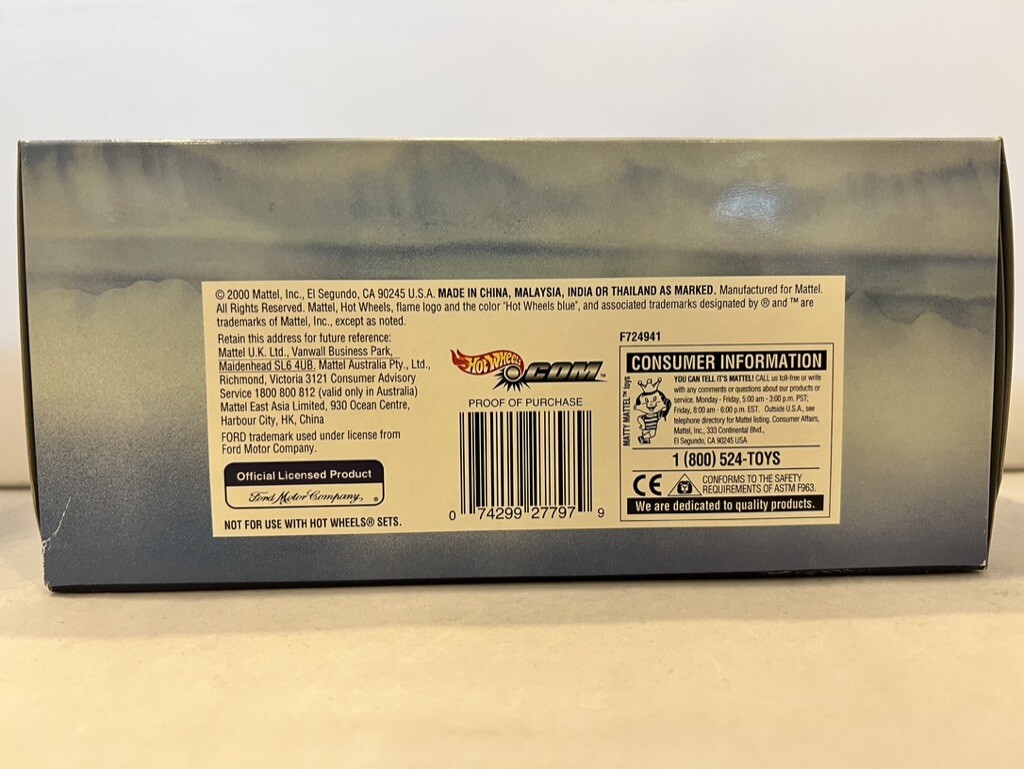 © 2000 Mattel, Inc., El Segundo, CA 90245 U.S.A. MADE IN CHINA, MALAYSIA, INDIA OR THAILAND AS MARKED. Manufactured for Mattel.
All Rights Reserved. Mattel, Hot Wheels, flame logo and the color "Hot Wheels blue", and associated trademarks designated by ® and ™ are
trademarks of Mattel, Inc., except as noted.
Retain this address for future reference:
Mattel U.K. Ltd., Vanwall Business Park,
Maidenhead SL6 4UB. Mattel Australia Pty., Ltd.,
Richmond, Victoria 3121 Consumer Advisory
Service 1800 800 812 (valid only in Australia)
Mattel East Asia Limited, 930 Ocean Centre,
Harbour City, HK, China
FORD trademark used under license from
Ford Motor Company.
Official Licensed Product
Ford Motor Company, ®
NOT FOR USE WITH HOT WHEELS® SETS.
HOT WHEELS .COM™
PROOF OF PURCHASE
0 74299 27797 9
F724941
CONSUMER INFORMATION
MATTY MATTEL™ toys
YOU CAN TELL IT'S MATTEL! CALL us toll-free or write
with any comments or questions about our products or
service, Monday - Friday, 5:00 am - 3:00 p.m. PST;
Friday, 8:00 am - 6:00 p.m. EST. Outside U.S.A., see
telephone directory for Mattel listing. Consumer Affairs,
Mattel, Inc., 333 Continental Blvd.,
El Segundo, CA 90245 USA
1 (800) 524-TOYS
CE
CONFORMS TO THE SAFETY
REQUIREMENTS OF ASTM F963.
We are dedicated to quality products.